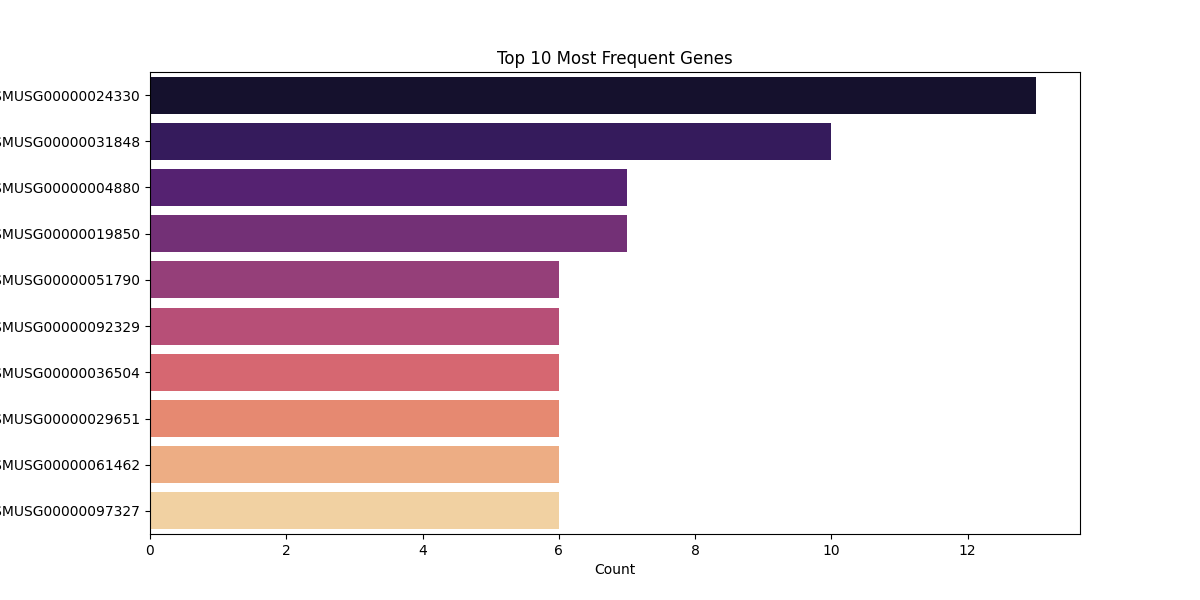 Top 10 Most Frequent Genes
SMUSG00000024330
SMUSG00000031848
SMUSG00000004880
SMUSG00000019850
SMUSG00000051790
SMUSG00000092329
SMUSG00000036504
SMUSG00000029651
SMUSG00000061462
SMUSG00000097327
0 2 4 6 8 10 12
Count